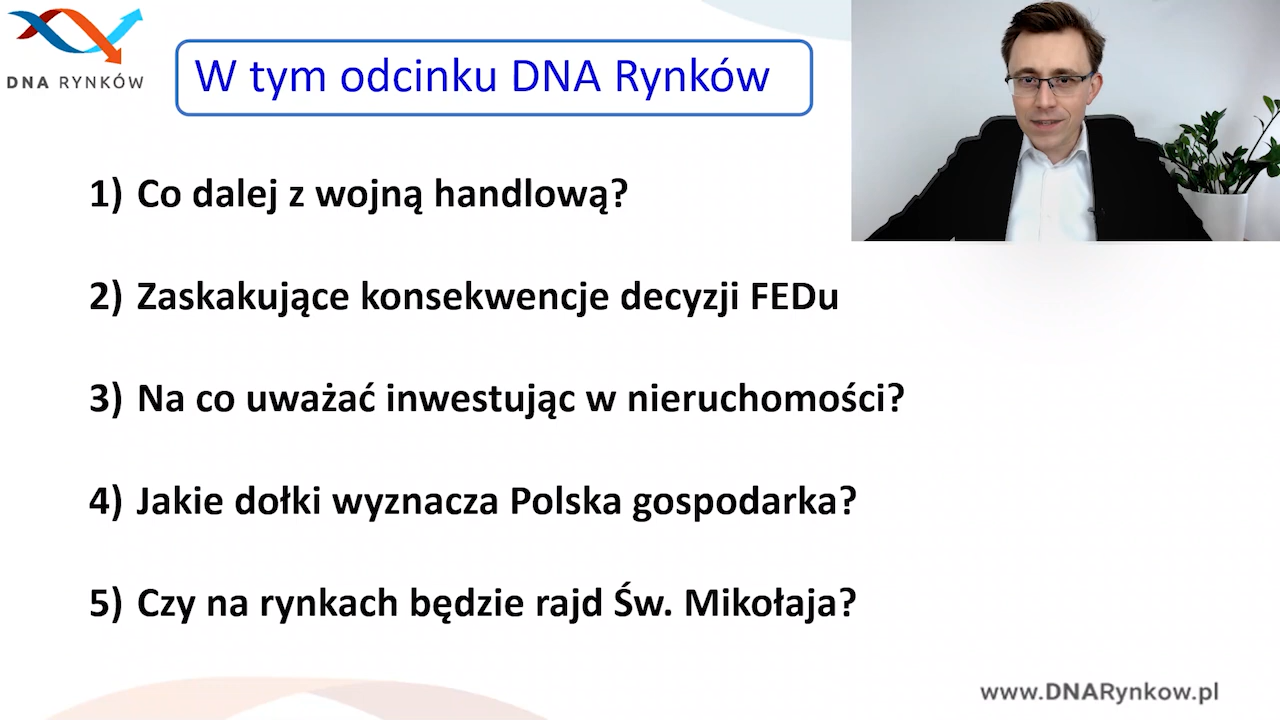 DNA RYNKÓW
W tym odcinku DNA Rynków
1) Co dalej z wojną handlową?
2) Zaskakujące konsekwencje decyzji FEDu
3) Na co uważać inwestując w nieruchomości?
4) Jakie dołki wyznacza Polska gospodarka?
5) Czy na rynkach będzie rajd Św. Mikołaja?
www.DNARynkow.pl